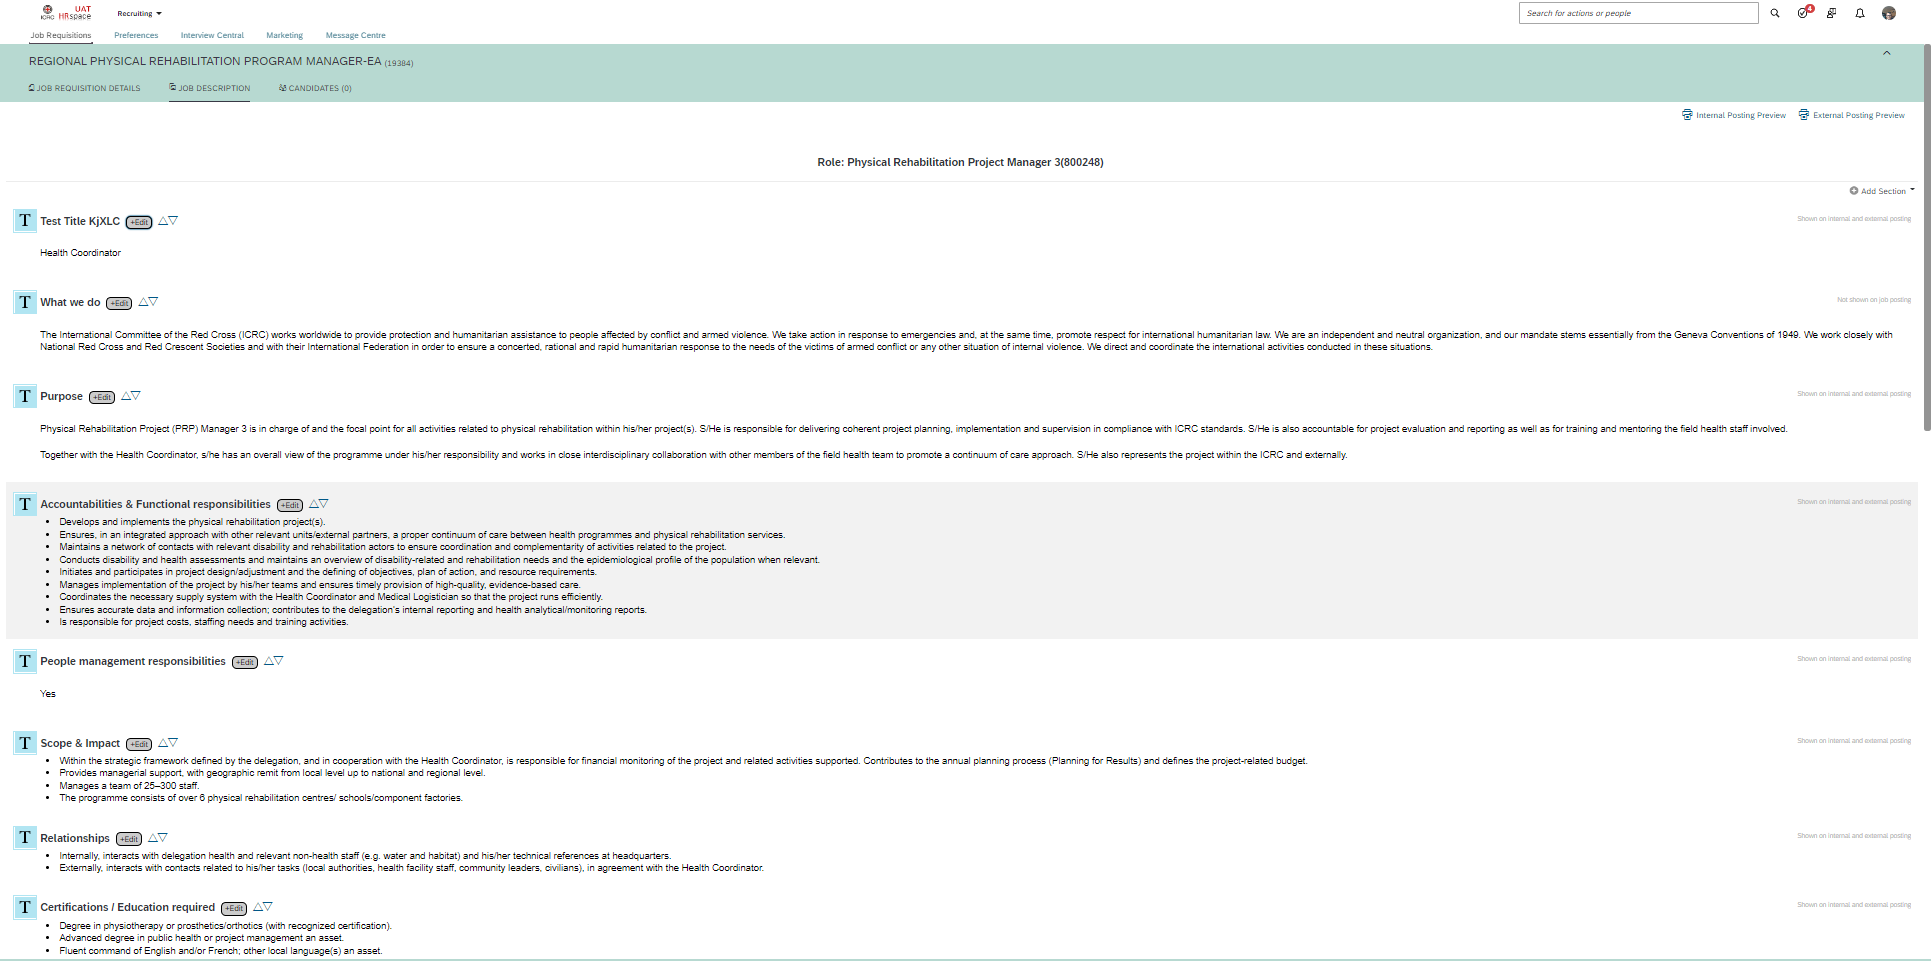 UAT
ICRC HRspace
Recruiting
Search for actions or people
4
Job Requisitions
Preferences
Interview Central
Marketing
Message Centre
REGIONAL PHYSICAL REHABILITATION PROGRAM MANAGER-EA (19384)
JOB REQUISITION DETAILS
JOB DESCRIPTION
CANDIDATES (0)
Internal Posting Preview
External Posting Preview
Role: Physical Rehabilitation Project Manager 3(800248)
Add Section
T Test Title KjXLC +Edit
Shown on internal and external posting
Health Coordinator
T What we do +Edit
Not shown on job posting
The International Committee of the Red Cross (ICRC) works worldwide to provide protection and humanitarian assistance to people affected by conflict and armed violence. We take action in response to emergencies and, at the same time, promote respect for international humanitarian law. We are an independent and neutral organization, and our mandate stems essentially from the Geneva Conventions of 1949. We work closely with
National Red Cross and Red Crescent Societies and with their International Federation in order to ensure a concerted, rational and rapid humanitarian response to the needs of the victims of armed conflict or any other situation of internal violence. We direct and coordinate the international activities conducted in these situations.
T Purpose +Edit
Shown on internal and external posting
Physical Rehabilitation Project (PRP) Manager 3 is in charge of and the focal point for all activities related to physical rehabilitation within his/her project(s). S/He is responsible for delivering coherent project planning, implementation and supervision in compliance with ICRC standards. S/He is also accountable for project evaluation and reporting as well as for training and mentoring the field health staff involved.
Together with the Health Coordinator, s/he has an overall view of the programme under his/her responsibility and works in close interdisciplinary collaboration with other members of the field health team to promote a continuum of care approach. S/He also represents the project within the ICRC and externally.
T Accountabilities & Functional responsibilities +Edit
Shown on internal and external posting
• Develops and implements the physical rehabilitation project(s).
• Ensures, in an integrated approach with other relevant units/external partners, a proper continuum of care between health programmes and physical rehabilitation services.
• Maintains a network of contacts with relevant disability and rehabilitation actors to ensure coordination and complementarity of activities related to the project.
• Conducts disability and health assessments and maintains an overview of disability-related and rehabilitation needs and the epidemiological profile of the population when relevant.
• Initiates and participates in project design/adjustment and the defining of objectives, plan of action, and resource requirements.
• Manages implementation of the project by his/her teams and ensures timely provision of high-quality, evidence-based care.
• Coordinates the necessary supply system with the Health Coordinator and Medical Logistician so that the project runs efficiently.
• Ensures accurate data and information collection; contributes to the delegation's internal reporting and health analytical/monitoring reports.
• Is responsible for project costs, staffing needs and training activities.
T People management responsibilities +Edit
Shown on internal and external posting
Yes
T Scope & Impact +Edit
Shown on internal and external posting
• Within the strategic framework defined by the delegation, and in cooperation with the Health Coordinator, is responsible for financial monitoring of the project and related activities supported. Contributes to the annual planning process (Planning for Results) and defines the project-related budget.
• Provides managerial support, with geographic remit from local level up to national and regional level.
• Manages a team of 25–300 staff.
• The programme consists of over 6 physical rehabilitation centres/ schools/component factories.
T Relationships +Edit
Shown on internal and external posting
• Internally, interacts with delegation health and relevant non-health staff (e.g. water and habitat) and his/her technical references at headquarters.
• Externally, interacts with contacts related to his/her tasks (local authorities, health facility staff, community leaders, civilians), in agreement with the Health Coordinator.
T Certifications / Education required +Edit
Shown on internal and external posting
• Degree in physiotherapy or prosthetics/orthotics (with recognized certification).
• Advanced degree in public health or project management an asset.
• Fluent command of English and/or French; other local language(s) an asset.